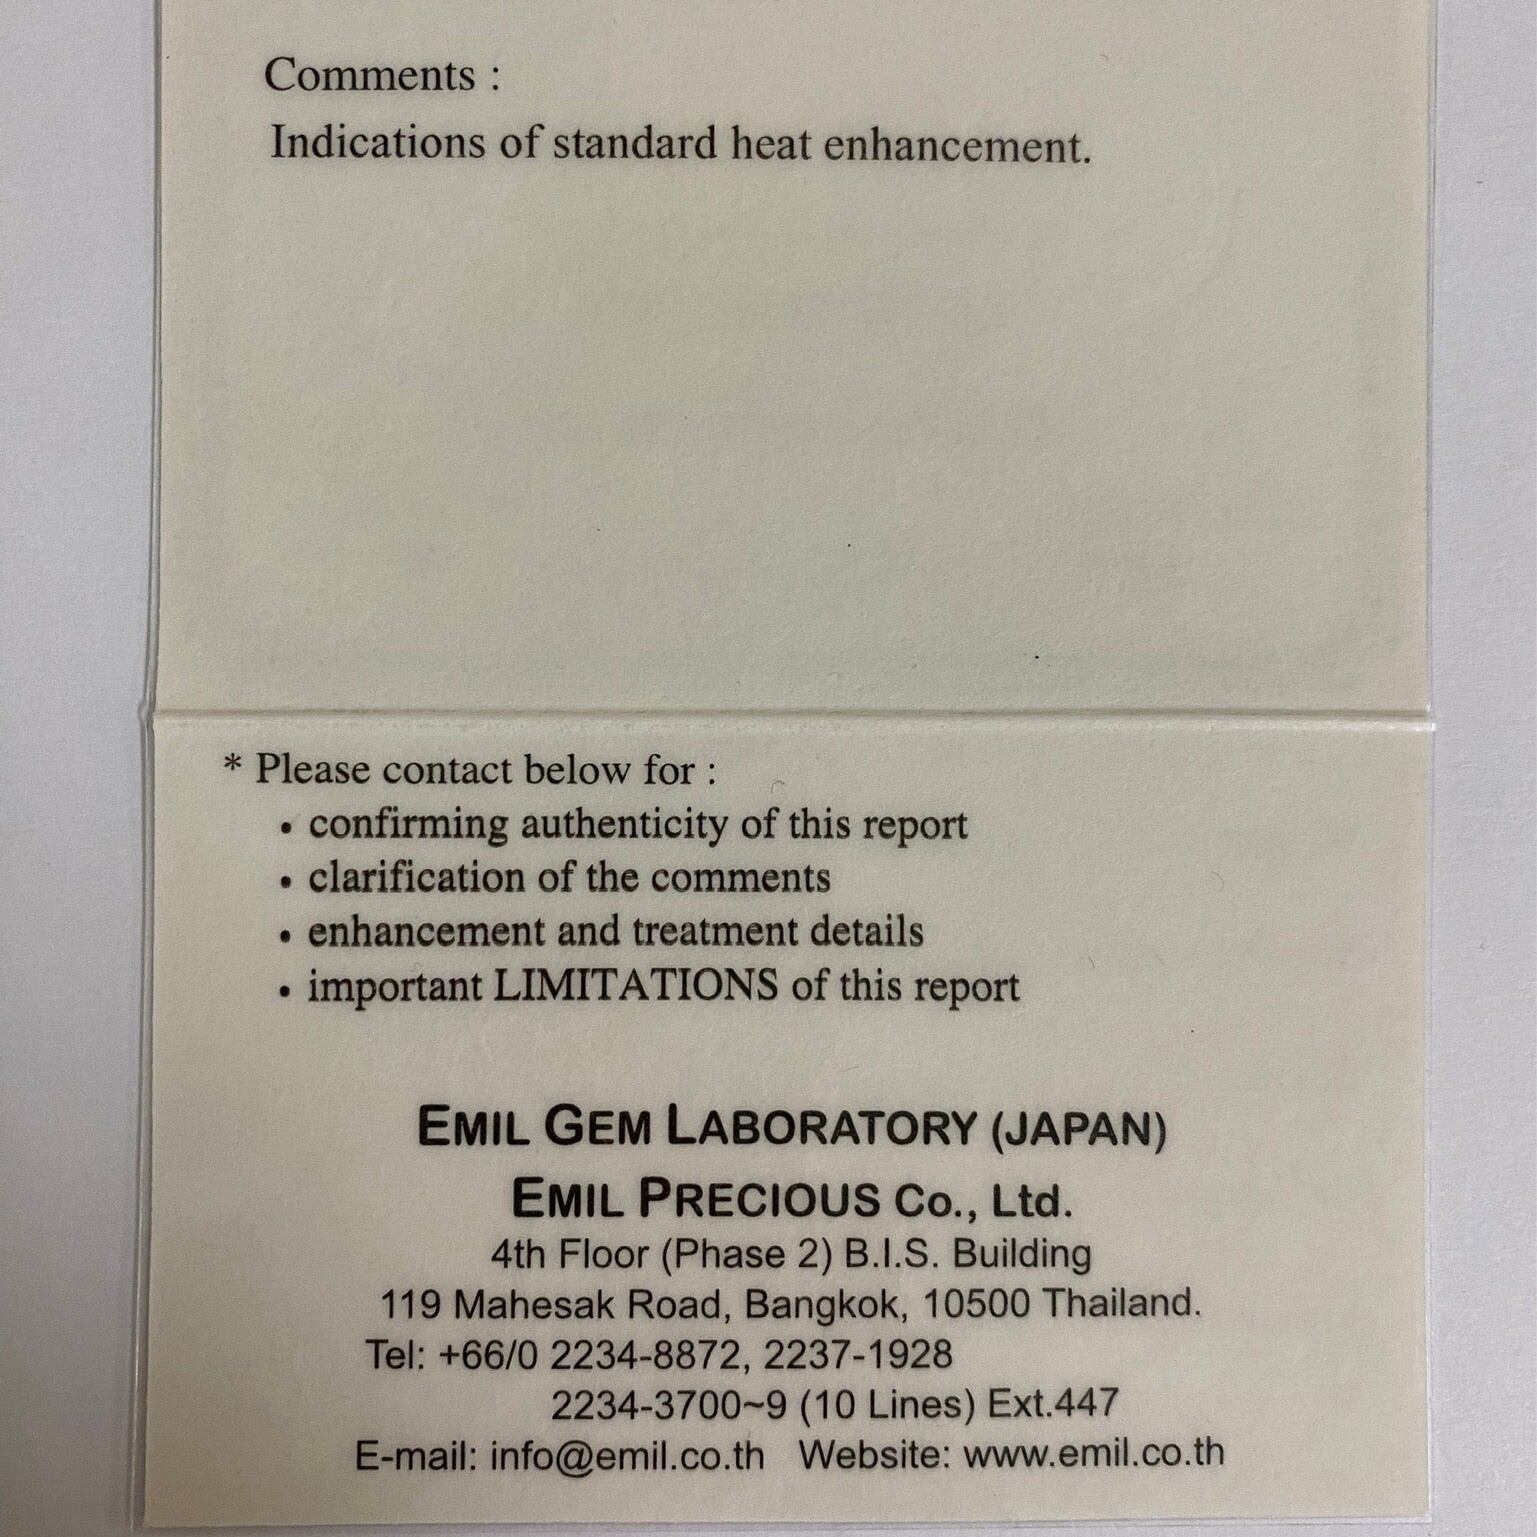 Comments :
Indications of standard heat enhancement.
* Please contact below for :
• confirming authenticity of this report
• clarification of the comments
• enhancement and treatment details
• important LIMITATIONS of this report
EMIL GEM LABORATORY (JAPAN)
EMIL PRECIOUS Co., Ltd.
4th Floor (Phase 2) B.I.S. Building
119 Mahesak Road, Bangkok, 10500 Thailand.
Tel: +66/0 2234-8872, 2237-1928
2234-3700~9 (10 Lines) Ext.447
E-mail: info@emil.co.th Website: www.emil.co.th